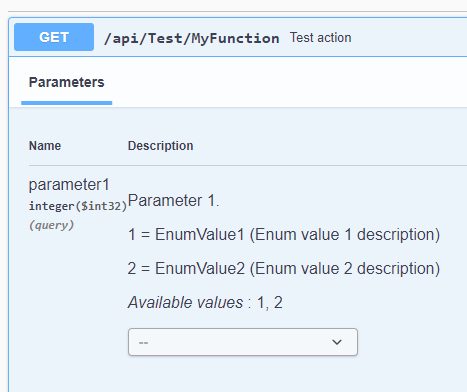 GET /api/Test/MyFunction Test action
Parameters
Name Description
parameter1
integer($int32)
(query)
Parameter 1.
1 = EnumValue1 (Enum value 1 description)
2 = EnumValue2 (Enum value 2 description)
Available values : 1, 2
--